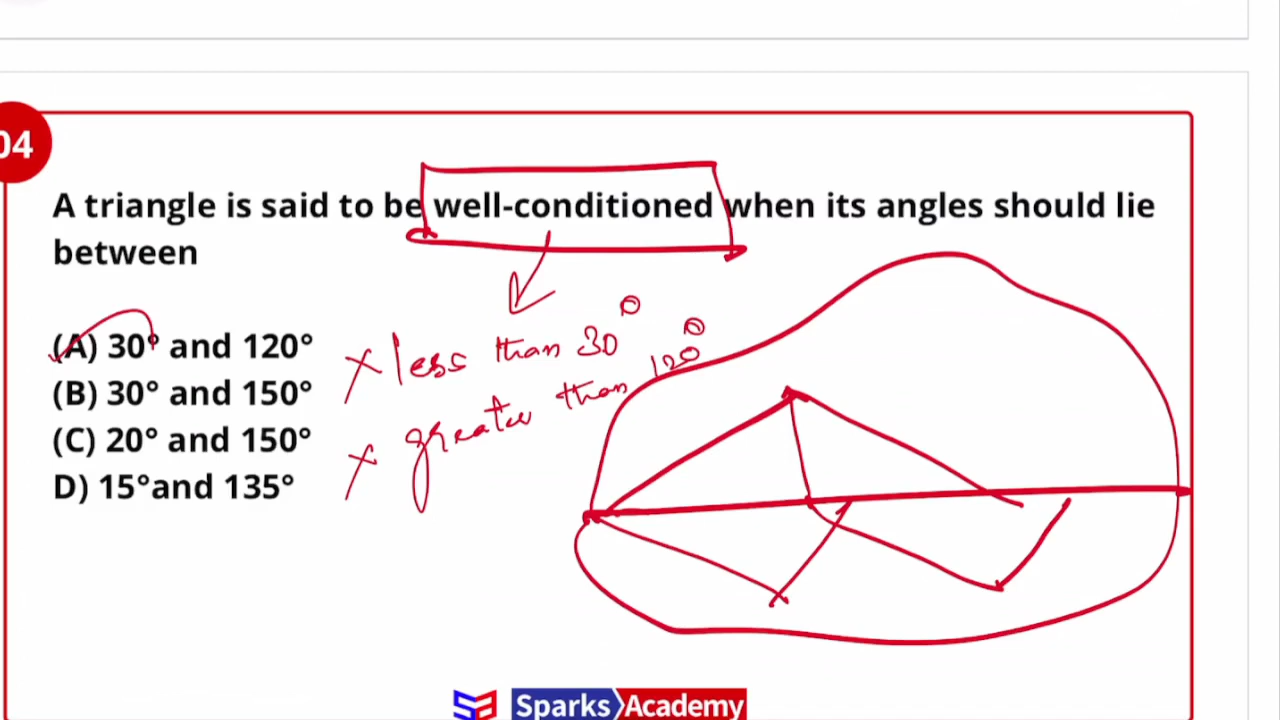 04
A triangle is said to be well-conditioned when its angles should lie
between
(A) 30° and 120°
(B) 30° and 150°
(C) 20° and 150°
D) 15°and 135°
× less than 30°
× greater than 120°
Sparks Academy